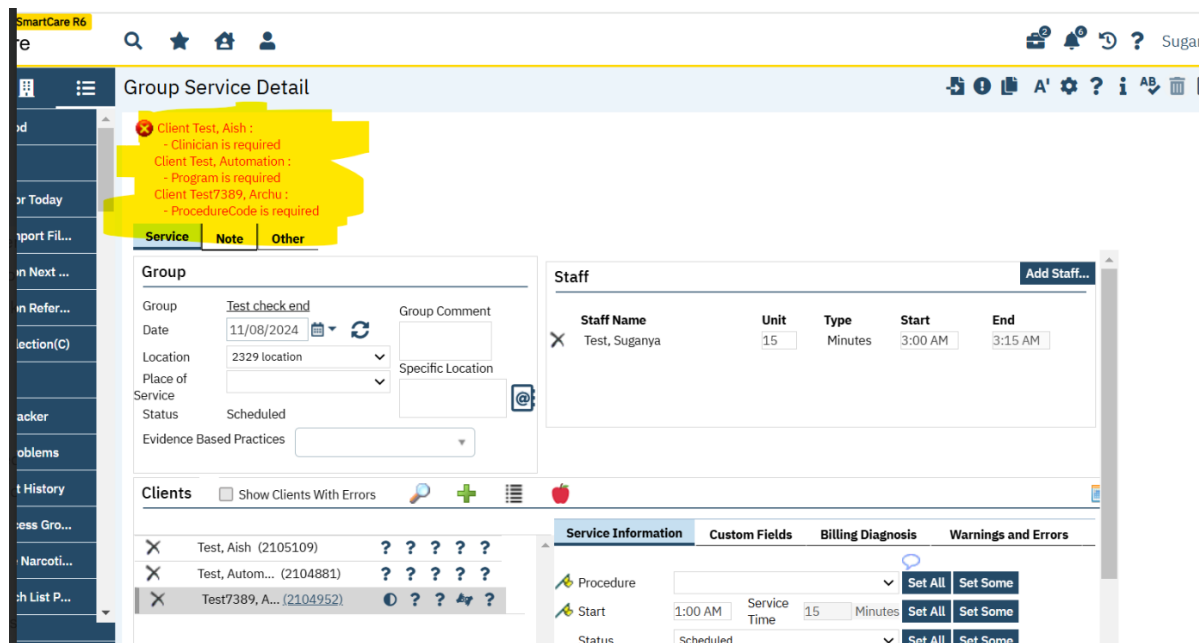 SmartCare R6
re
2
6
?
Sugar
Group Service Detail
A' ? i AB
od
Client Test, Aish :
- Clinician is required
Client Test, Automation :
- Program is required
Client Test7389, Archu :
- ProcedureCode is required
or Today
nport Fil...
on Next ...
on Refer...
lection(C)
acker
oblems
t History
cess Gro...
Narcoti...
ch List P...
Service Note Other
Group
Group Test check end
Date 11/08/2024
Location 2329 location
Place of
Service
Status Scheduled
Evidence Based Practices
Group Comment
Specific Location
@
Staff Add Staff...
Staff Name Unit Type Start End
Test, Suganya 15 Minutes 3:00 AM 3:15 AM
Clients Show Clients With Errors
Test, Aish (2105109) ? ? ? ? ?
Test, Autom... (2104881) ? ? ? ? ?
Test7389, A... (2104952) ? ? ?
Service Information Custom Fields Billing Diagnosis Warnings and Errors
Procedure Set All Set Some
Start 1:00 AM Service Time 15 Minutes Set All Set Some
Status Scheduled Set All Set Some